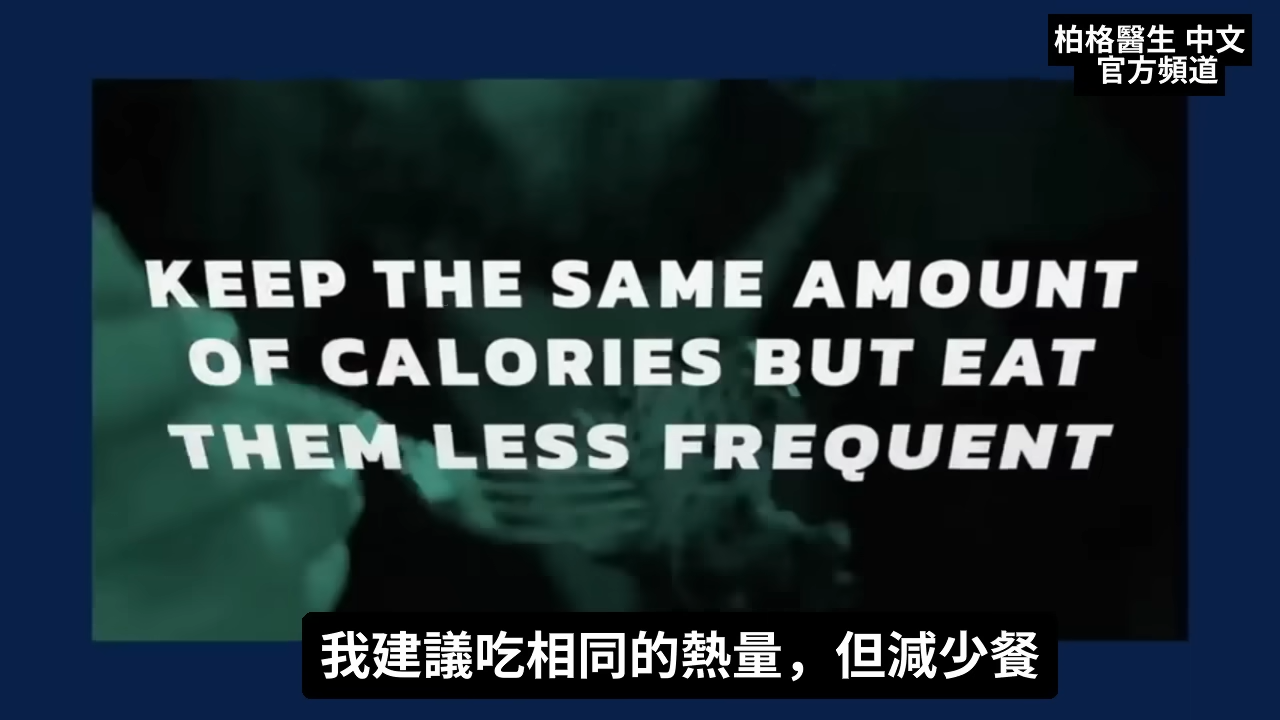 柏格醫生 中文
官方頻道
KEEP THE SAME AMOUNT
OF CALORIES BUT EAT
THEM LESS FREQUENT
我建議吃相同的熱量，但減少餐